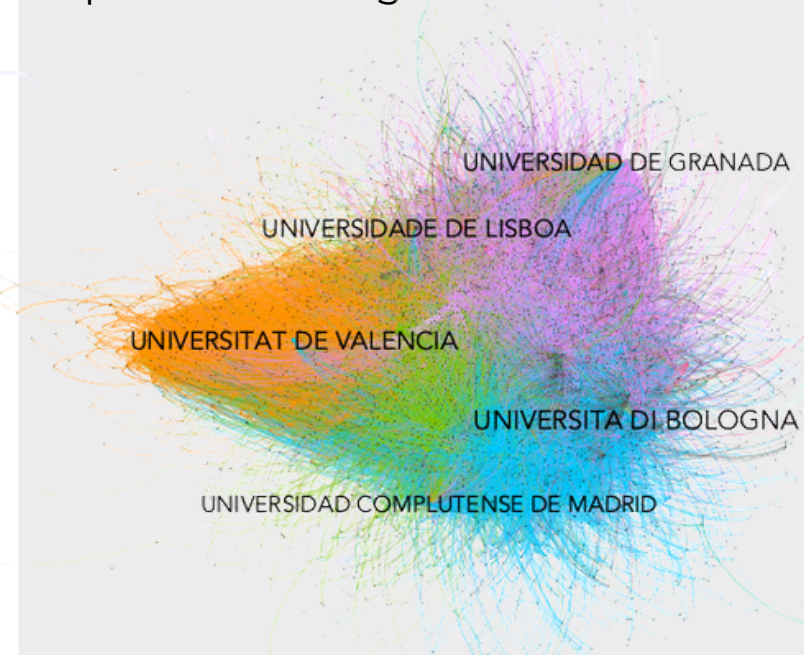 UNIVERSIDAD DE GRANADA
UNIVERSIDADE DE LISBOA
UNIVERSITAT DE VALENCIA
UNIVERSITA DI BOLOGNA
UNIVERSIDAD COMPLUTENSE DE MADRID